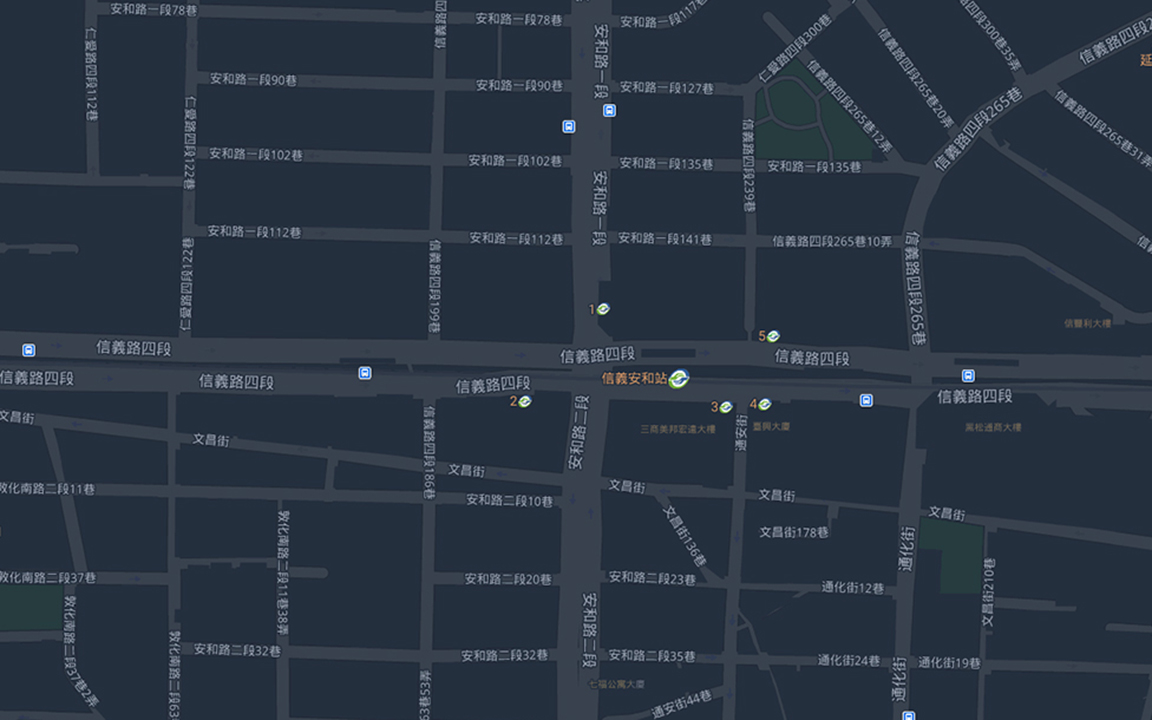 安和路一段78巷
信義路
安和路一段78巷
安和路一段117巷
仁愛路四段300巷
信義路四段265巷12弄
信義路四段265巷20弄
段300巷35弄
信義路四段2
延
仁愛路四段112巷
安和路一段90巷
安和路一段90巷
安和路一段
安和路一段127巷
信義路四段265巷
信義路四段265巷31弄
仁愛路四段122巷
安和路一段102巷
安和路一段102巷
安和路一段135巷
信義路四段239巷
安和路一段135巷
安和路一段
安和路一段112巷
安和路一段112巷
安和路一段141巷
信義路四段265巷10弄
信義
仁愛路四段122巷
信義路四段199巷
信義路四段265巷
1
信豐利大樓
5
信義路四段
信義路四段
信義路四段
信義路四段
信義路四段
信義路四段
信義安和站
信義路四段
2
3
4
三商美邦宏遠大樓
臺興大廈
黑松通商大樓
文昌街
文昌街
文昌街
信義路四段186巷
安和路二段
通安街
敦化南路二段11巷
安和路二段10巷
文昌街
文昌街
文昌街
敦化南路二段11巷38弄
文昌街136巷
文昌街178巷
通化街
敦化南路二段37巷
安和路二段20巷
安和路二段23巷
通化街12巷
文昌街210巷
敦化南路二段37巷2弄
敦化南路二段63
安和路二段32巷
安和路二段32巷
安和路二段
安和路二段35巷
通化街24巷
通化街19巷
七福公寓大廈
通安街44巷
通化街